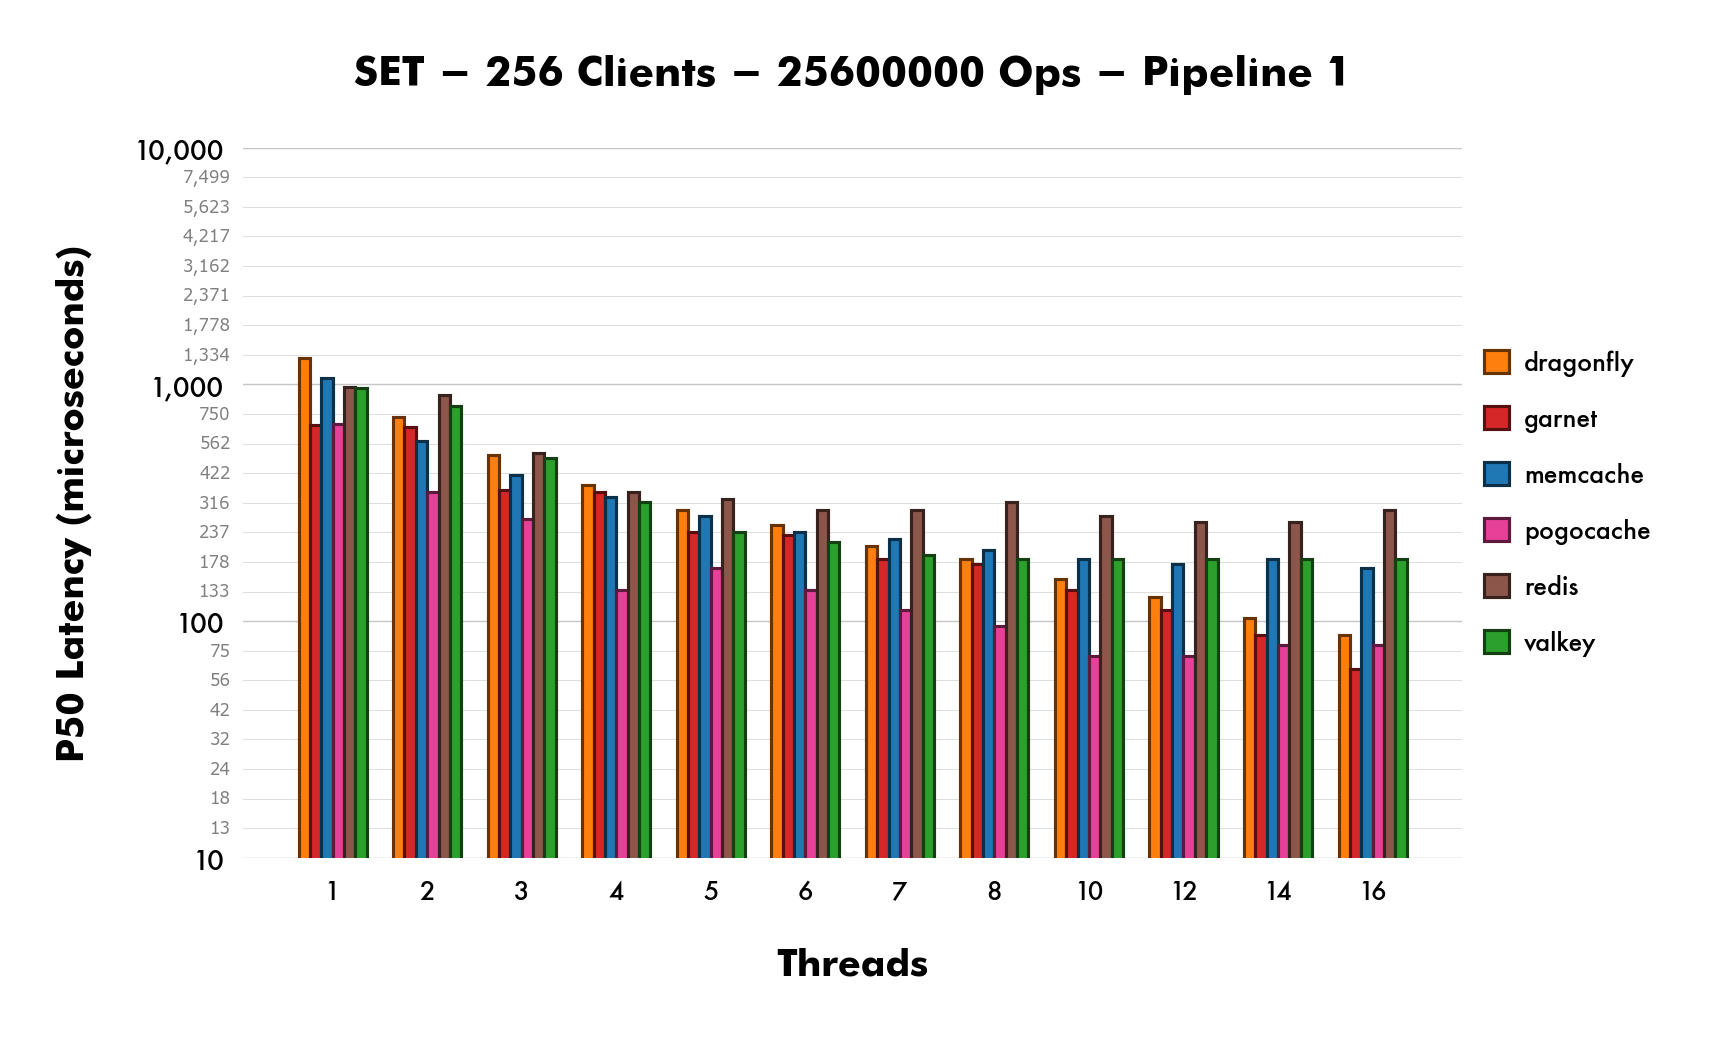 SET – 256 Clients – 25600000 Ops – Pipeline 1
10,000
7,499
5,623
4,217
3,162
2,371
1,778
1,334
1,000
750
562
422
316
237
178
133
100
75
56
42
32
24
18
13
10
P50 Latency (microseconds)
1 2 3 4 5 6 7 8 10 12 14 16
Threads
dragonfly
garnet
memcache
pogocache
redis
valkey